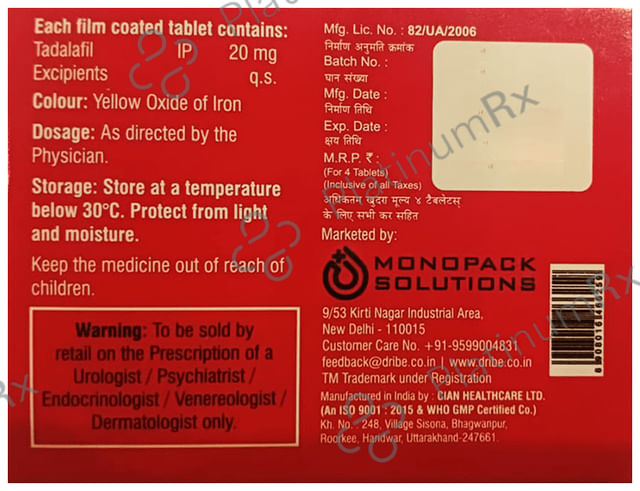 Each film coated tablet contains:
Tadalafil IP 20 mg
Excipients q.s.
Colour: Yellow Oxide of Iron
Dosage: As directed by the
Physician.
Storage: Store at a temperature
below 30°C. Protect from light
and moisture.
Keep the medicine out of reach of
children.
Warning: To be sold by
retail on the Prescription of a
Urologist / Psychiatrist /
Endocrinologist / Venereologist /
Dermatologist only.
Mfg. Lic. No. : 82/UA/2006
निर्माण अनुमति क्रमांक
Batch No. :
घान संख्या
Mfg. Date :
निर्माण तिथि
Exp. Date :
क्षय तिथि
M.R.P. ₹ :
(For 4 Tablets)
(Inclusive of all Taxes)
अधिकतम खुदरा मूल्य ४ टैबलेटस्
के लिए सभी कर सहित
Marketed by:
MONOPACK
SOLUTIONS
9/53 Kirti Nagar Industrial Area,
New Delhi - 110015
Customer Care No. +91-9599004831
feedback@dribe.co.in | www.dribe.co.in
TM Trademark under Registration
Manufactured in India by : CIAN HEALTHCARE LTD.
(An ISO 9001 : 2015 & WHO GMP Certified Co.)
Kh. No. 248, Village Sisona, Bhagwanpur,
Roorkee, Haridwar, Uttarakhand-247661.
PlatinumRx
PlatinumRx